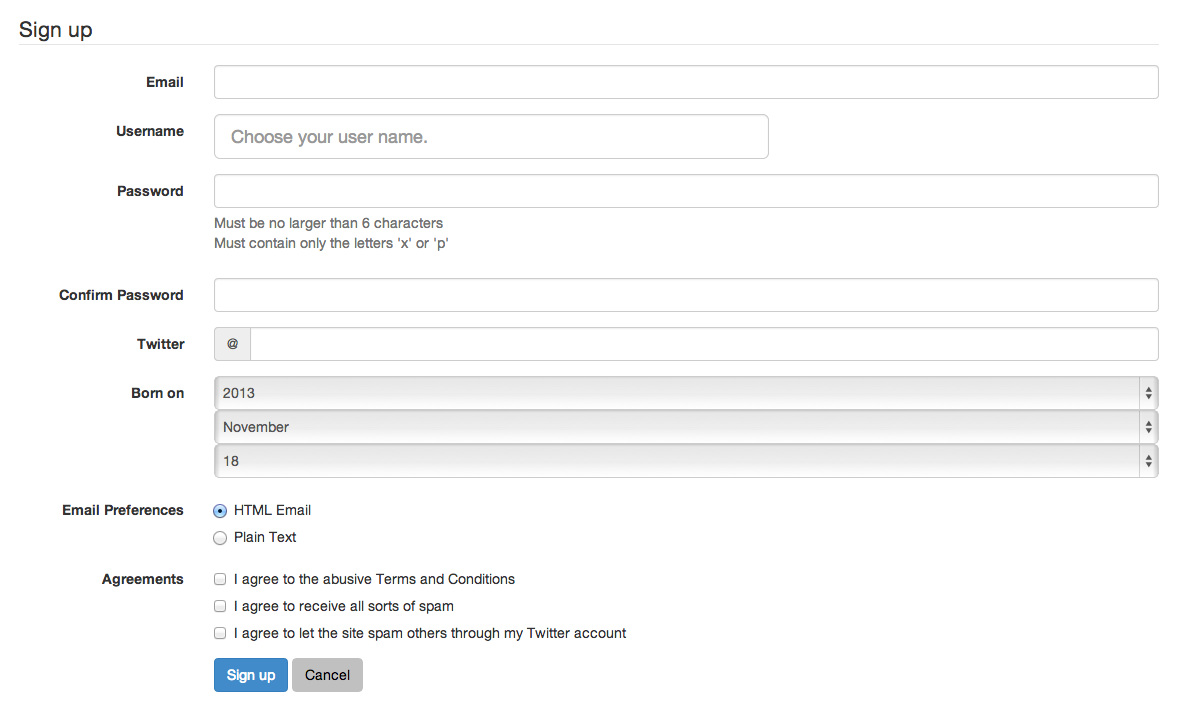 Sign up
Email
Username Choose your user name.
Password
Must be no larger than 6 characters
Must contain only the letters 'x' or 'p'
Confirm Password
Twitter @
Born on 2013
November
18
Email Preferences HTML Email
Plain Text
Agreements I agree to the abusive Terms and Conditions
I agree to receive all sorts of spam
I agree to let the site spam others through my Twitter account
Sign up Cancel